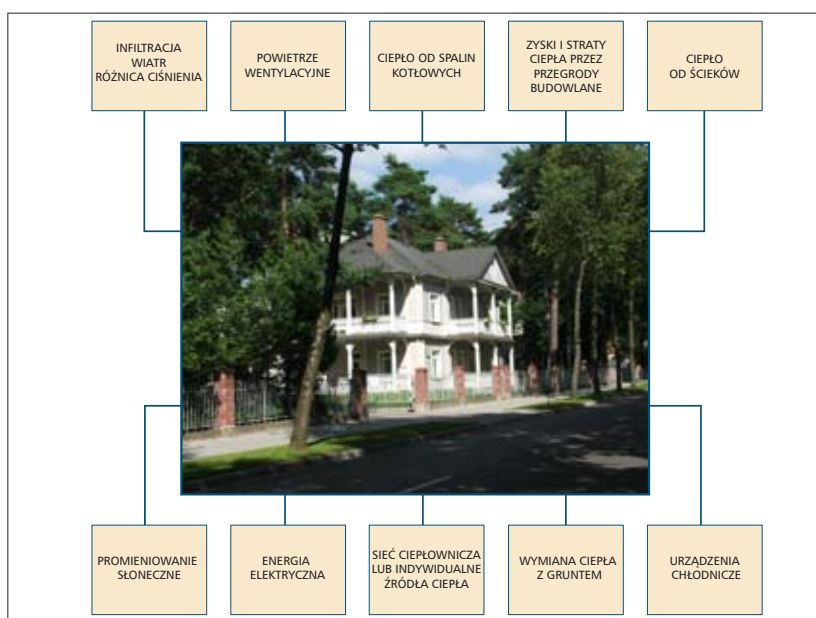 INFILTRACJA
WIATR
RÓŻNICA CIŚNIENIA
POWIETRZE
WENTYLACYJNE
CIEPŁO OD SPALIN
KOTŁOWYCH
ZYSKI I STRATY
CIEPŁA PRZEZ
PRZEGRODY
BUDOWLANE
CIEPŁO
OD ŚCIEKÓW
PROMIENIOWANIE
SŁONECZNE
ENERGIA
ELEKTRYCZNA
SIEĆ CIEPŁOWNICZA
LUB INDYWIDUALNE
ŹRÓDŁA CIEPŁA
WYMIANA CIEPŁA
Z GRUNTEM
URZĄDZENIA
CHŁODNICZE